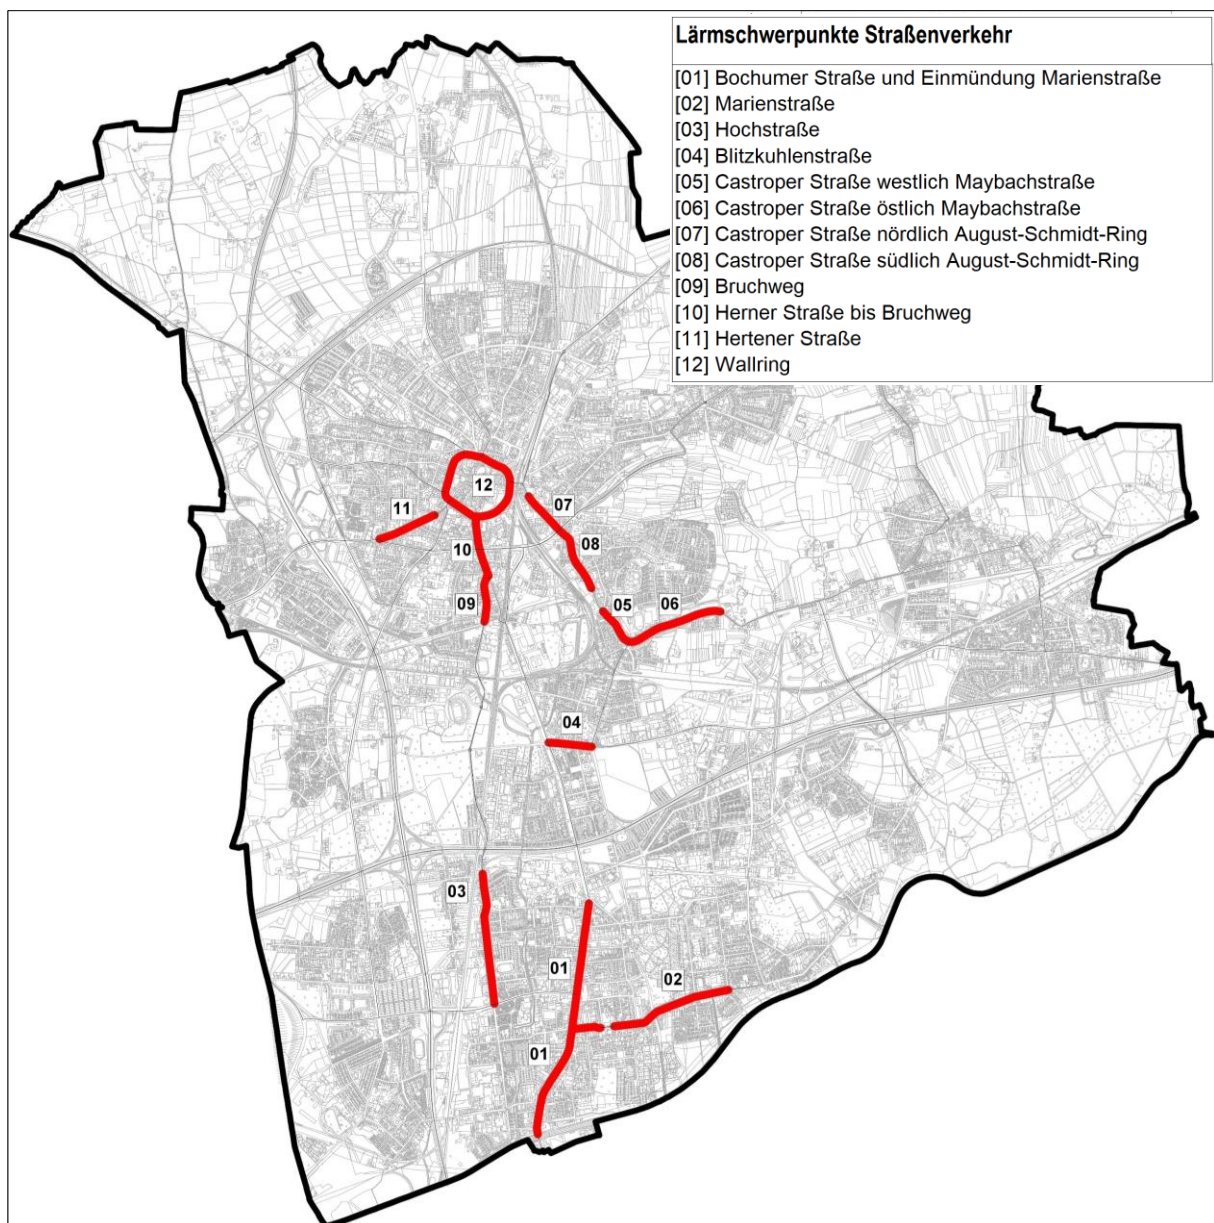 Lärmschwerpunkte Straßenverkehr
[01] Bochumer Straße und Einmündung Marienstraße
[02] Marienstraße
[03] Hochstraße
[04] Blitzkuhlenstraße
[05] Castroper Straße westlich Maybachstraße
[06] Castroper Straße östlich Maybachstraße
[07] Castroper Straße nördlich August-Schmidt-Ring
[08] Castroper Straße südlich August-Schmidt-Ring
[09] Bruchweg
[10] Herner Straße bis Bruchweg
[11] Hertener Straße
[12] Wallring
12
07
11
08
10
09
05
06
04
03
01
02
01